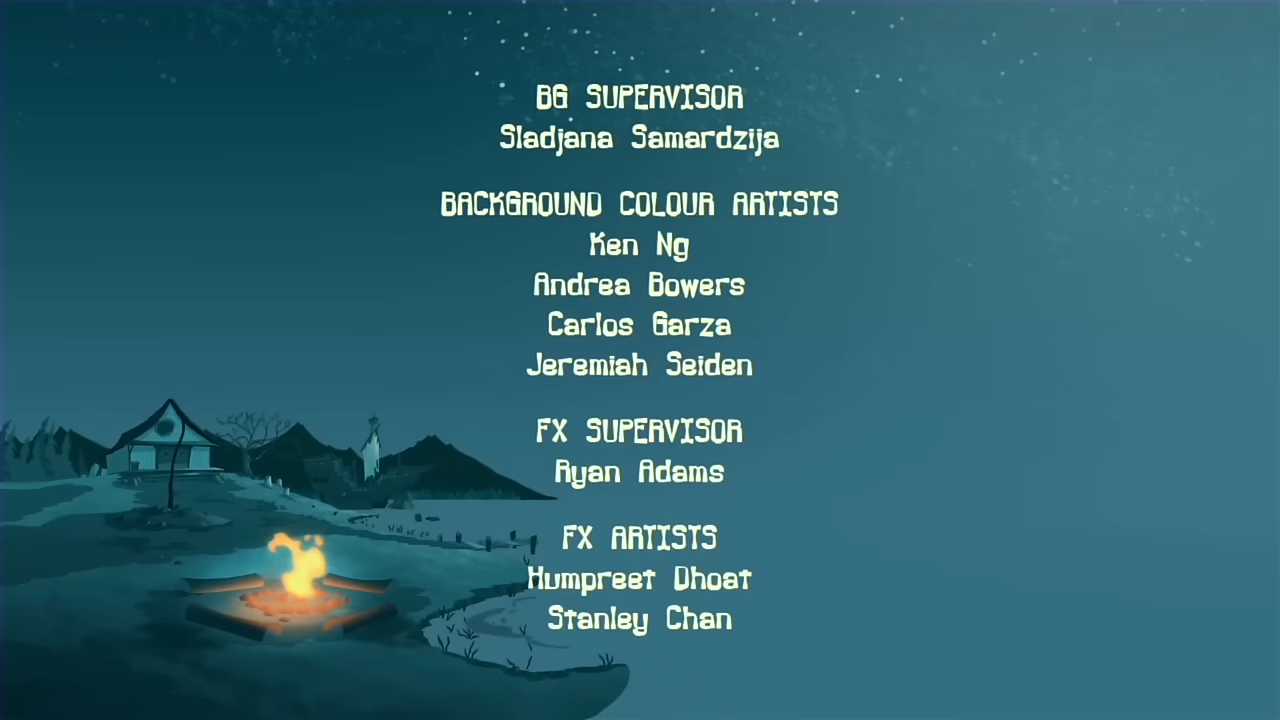 BG SUPERVISOR
Sladjana Samardzija
BACKGROUND COLOUR ARTISTS
Ken Ng
Andrea Bowers
Carlos Garza
Jeremiah Seiden
FX SUPERVISOR
Ryan Adams
FX ARTISTS
Humpreet Dhoat
Stanley Chan